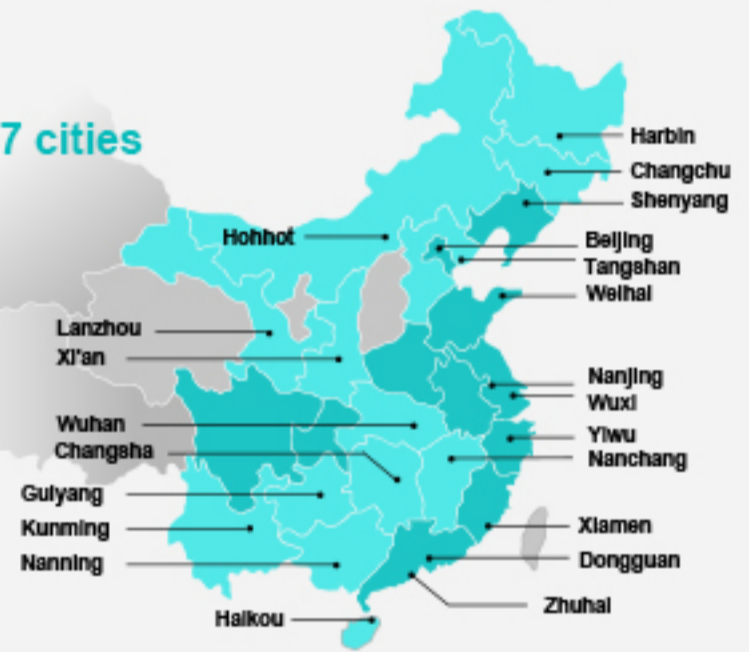 7 cities
Harbin
Changchu
Shenyang
Hohhot
Beijing
Tangshan
Weihai
Lanzhou
Xi'an
Nanjing
Wuxi
Wuhan
Yiwu
Changsha
Nanchang
Guiyang
Kunming
Xiamen
Nanning
Dongguan
Zhuhai
Haikou